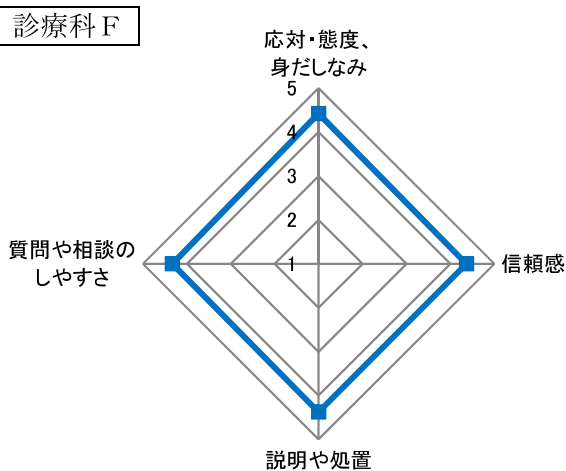 診療科Ｆ
応対・態度、
身だしなみ
5
4
3
2
1
質問や相談の
しやすさ
信頼感
説明や処置